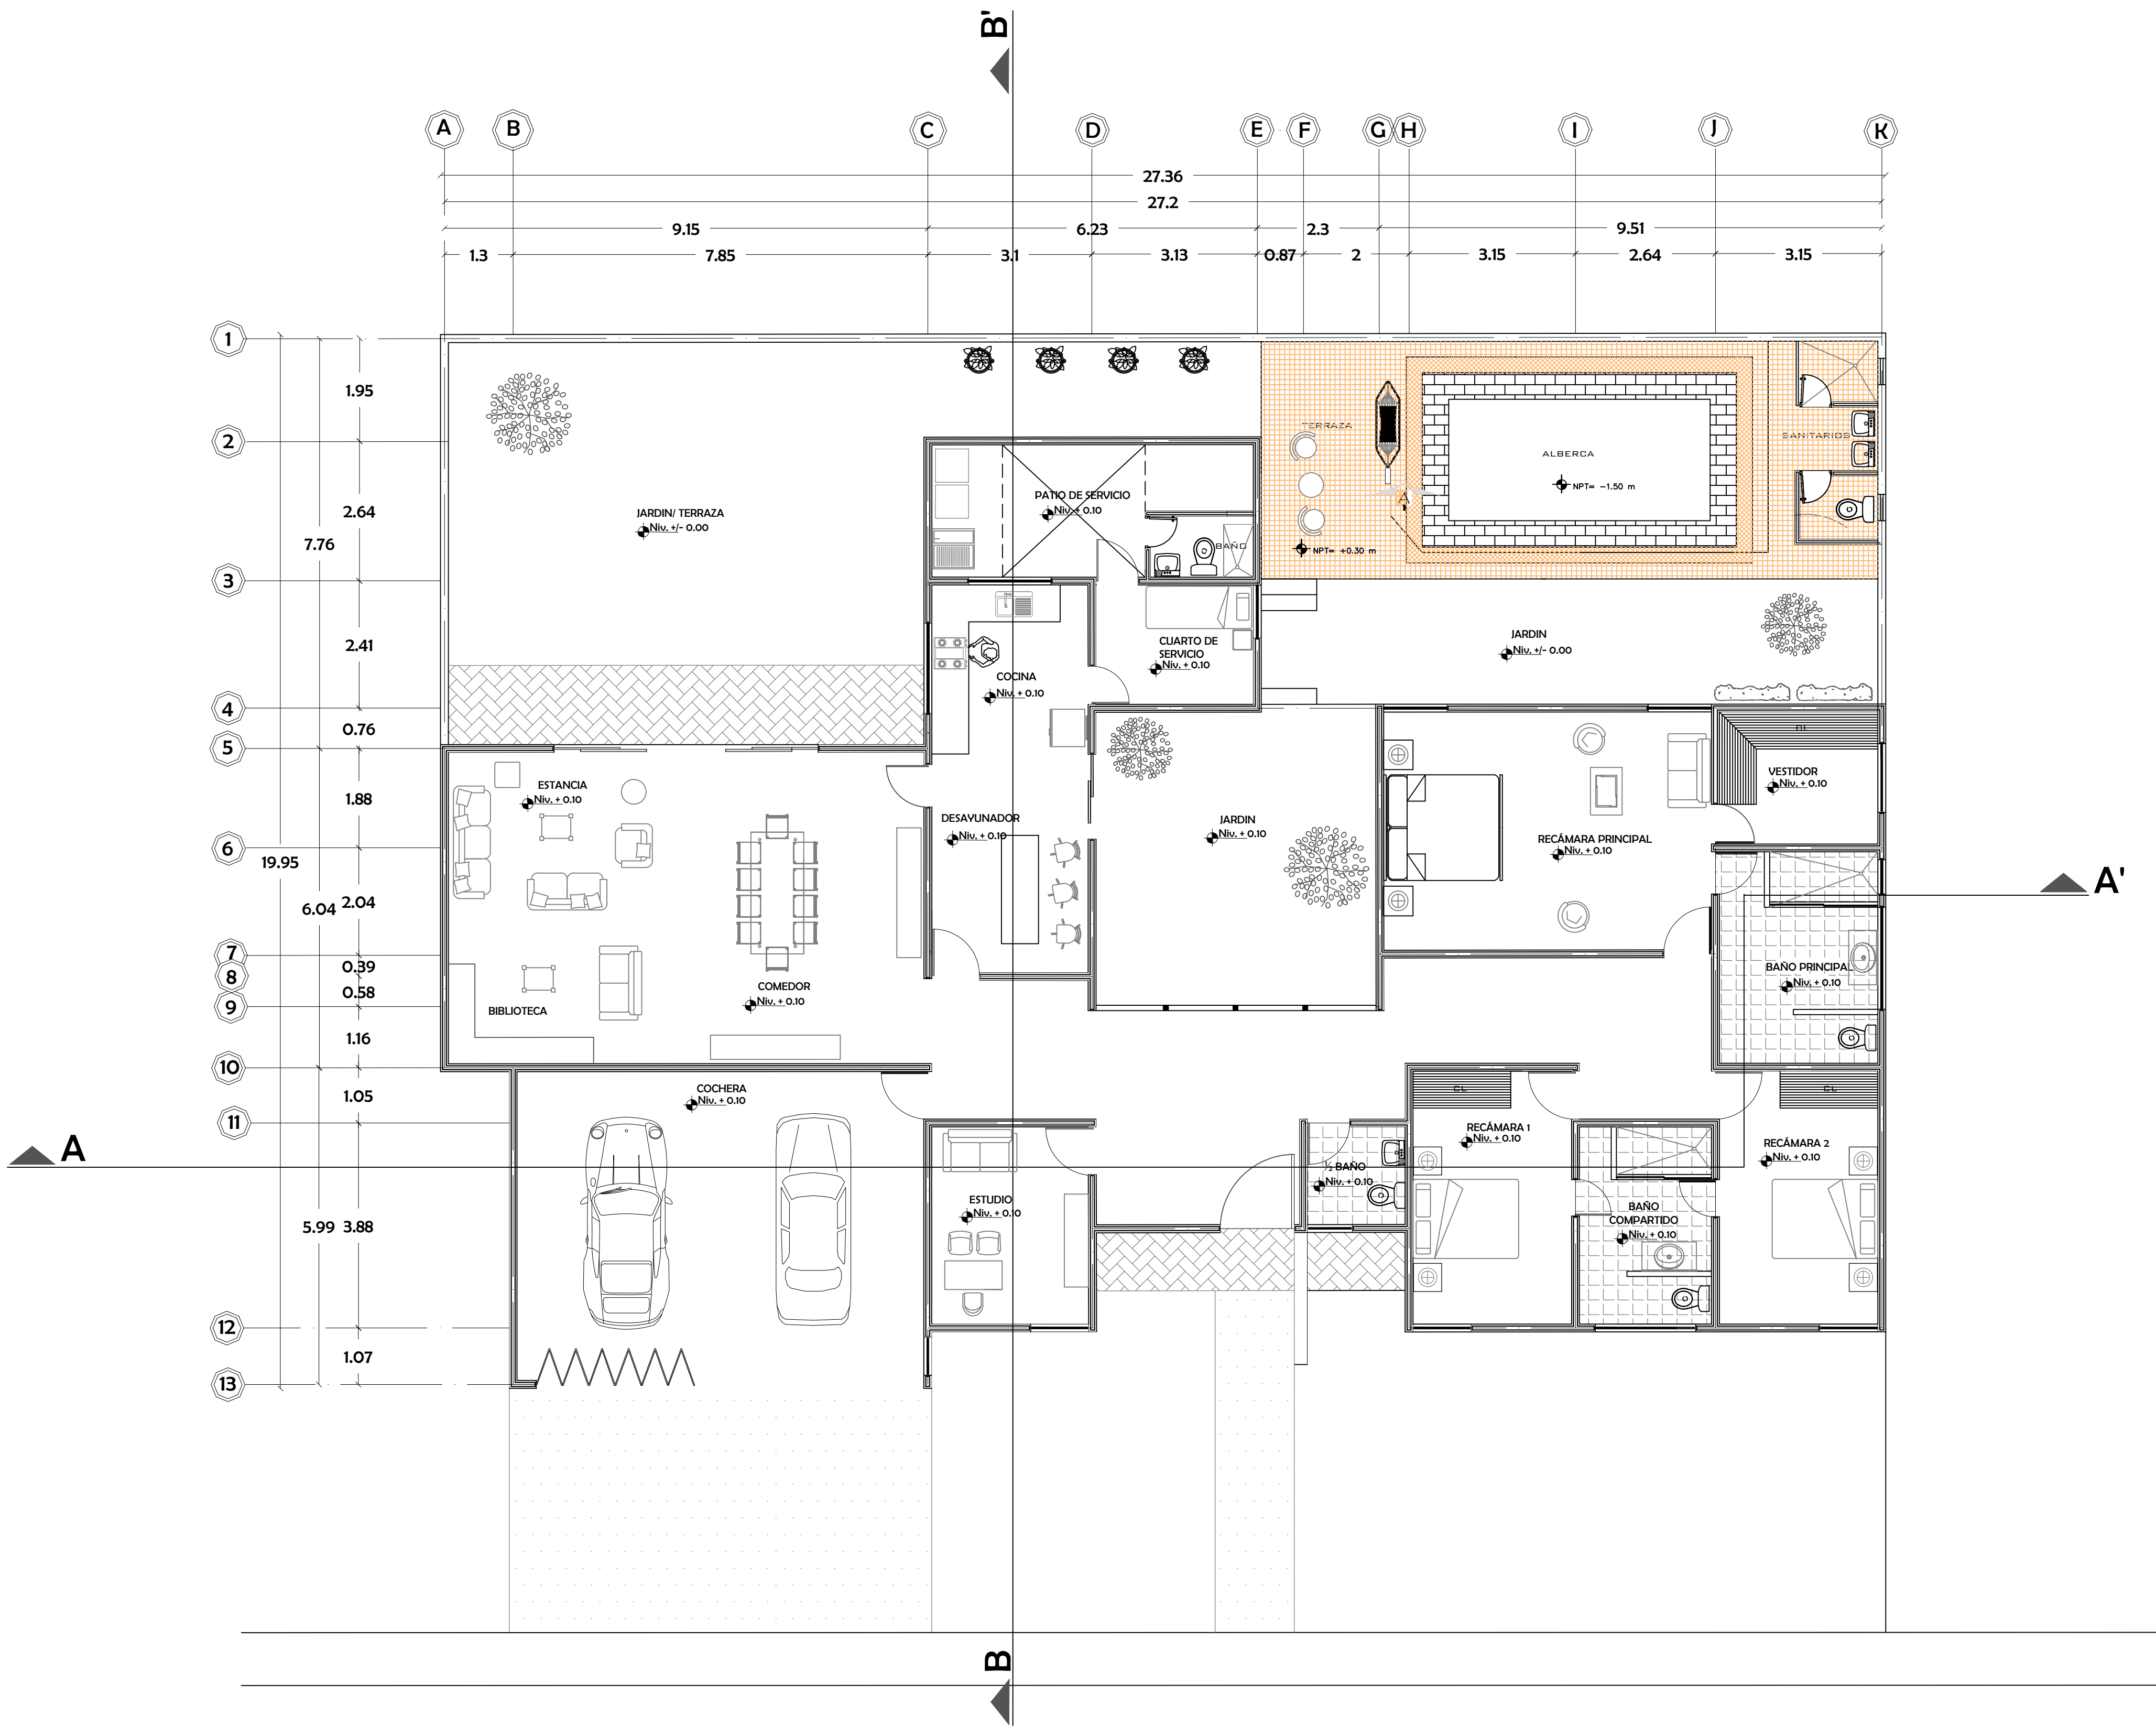 B'
A B C D E F G H I J K
27.36
27.2
9.15 6.23 2.3 9.51
1.3 7.85 3.1 3.13 0.87 2 3.15 2.64 3.15
1
1.95
2
2.64
7.76
3
2.41
4
0.76
5
1.88
6
19.95
6.04 2.04
7
0.39
8
0.58
9
1.16
10
1.05
11
5.99 3.88
12
1.07
13
TERRAZA
SANITARIOS
ALBERCA
NPT= −1.50 m
A
NPT= +0.30 m
PATIO DE SERVICIO
Niv. + 0.10
BAÑO
JARDIN/ TERRAZA
Niv. +/- 0.00
CUARTO DE
SERVICIO
Niv. + 0.10
JARDIN
Niv. +/- 0.00
COCINA
Niv. + 0.10
CL
VESTIDOR
Niv. + 0.10
ESTANCIA
Niv. + 0.10
DESAYUNADOR
Niv. + 0.10
JARDIN
Niv. + 0.10
RECÁMARA PRINCIPAL
Niv. + 0.10
A'
BAÑO PRINCIPAL
Niv. + 0.10
COMEDOR
Niv. + 0.10
BIBLIOTECA
COCHERA
Niv. + 0.10
CL
CL
RECÁMARA 1
Niv. + 0.10
RECÁMARA 2
Niv. + 0.10
A
½ BAÑO
Niv. + 0.10
ESTUDIO
Niv. + 0.10
BAÑO
COMPARTIDO
Niv. + 0.10
B